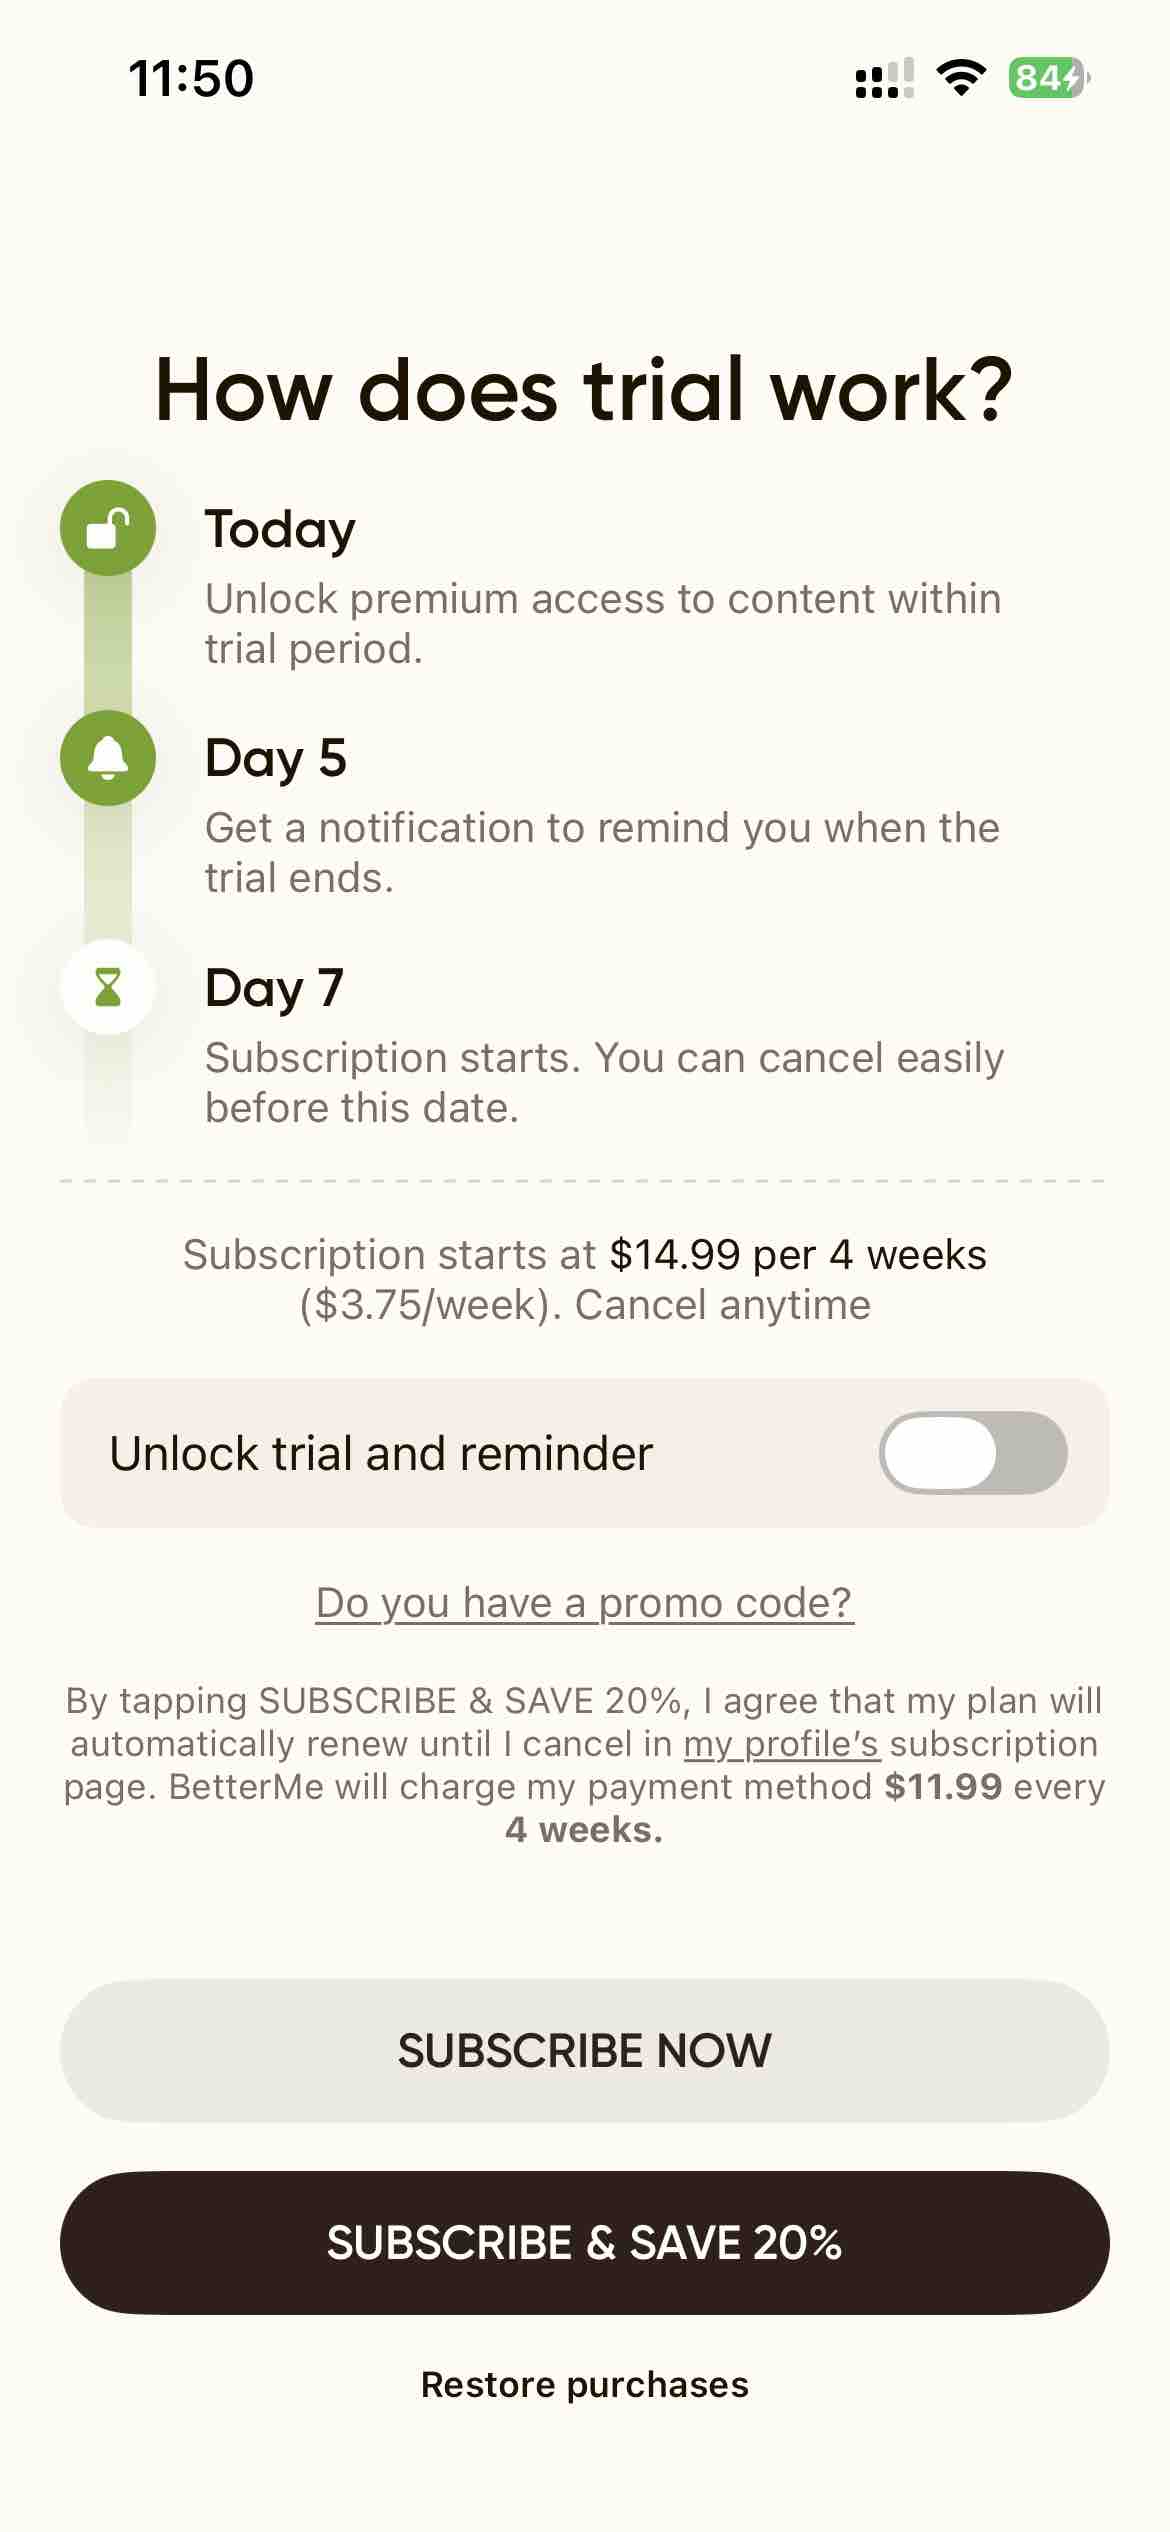 11:50
84
How does trial work?
Today
Unlock premium access to content within
trial period.
Day 5
Get a notification to remind you when the
trial ends.
Day 7
Subscription starts. You can cancel easily
before this date.
Subscription starts at $14.99 per 4 weeks
($3.75/week). Cancel anytime
Unlock trial and reminder
Do you have a promo code?
By tapping SUBSCRIBE & SAVE 20%, I agree that my plan will
automatically renew until I cancel in my profile’s subscription
page. BetterMe will charge my payment method $11.99 every
4 weeks.
SUBSCRIBE NOW
SUBSCRIBE & SAVE 20%
Restore purchases